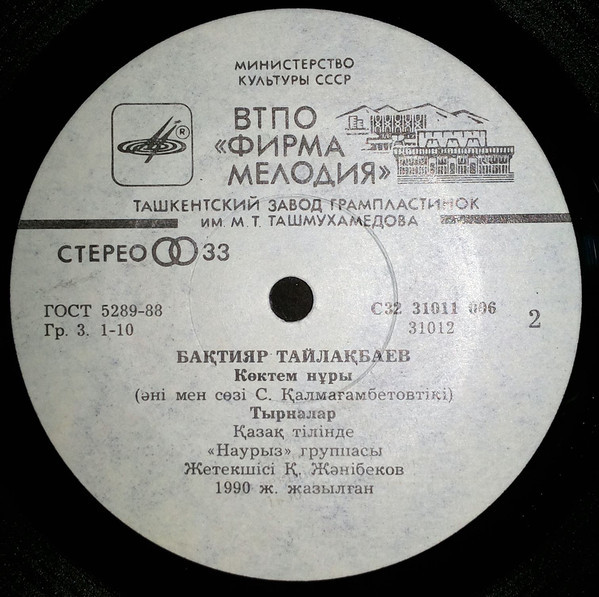 МИНИСТЕРСТВО
КУЛЬТУРЫ СССР
ВТПО
«ФИРМА
МЕЛОДИЯ»
®
ТАШКЕНТСКИЙ ЗАВОД ГРАМПЛАСТИНОК
ИМ. М. Т. ТАШМУХАМЕДОВА
СТЕРЕО 33
ГОСТ 5289-88
Гр. 3. 1-10
С32 31011 006
31012
2
БАҚТИЯР ТАЙЛАҚБАЕВ
Көктем нұры
(әні мен сөзі С. Қалмағамбетовтікі)
Тырналар
Қазақ тілінде
«Наурыз» группасы
Жетекшісі Қ. Жәнібеков
1990 ж. жазылған